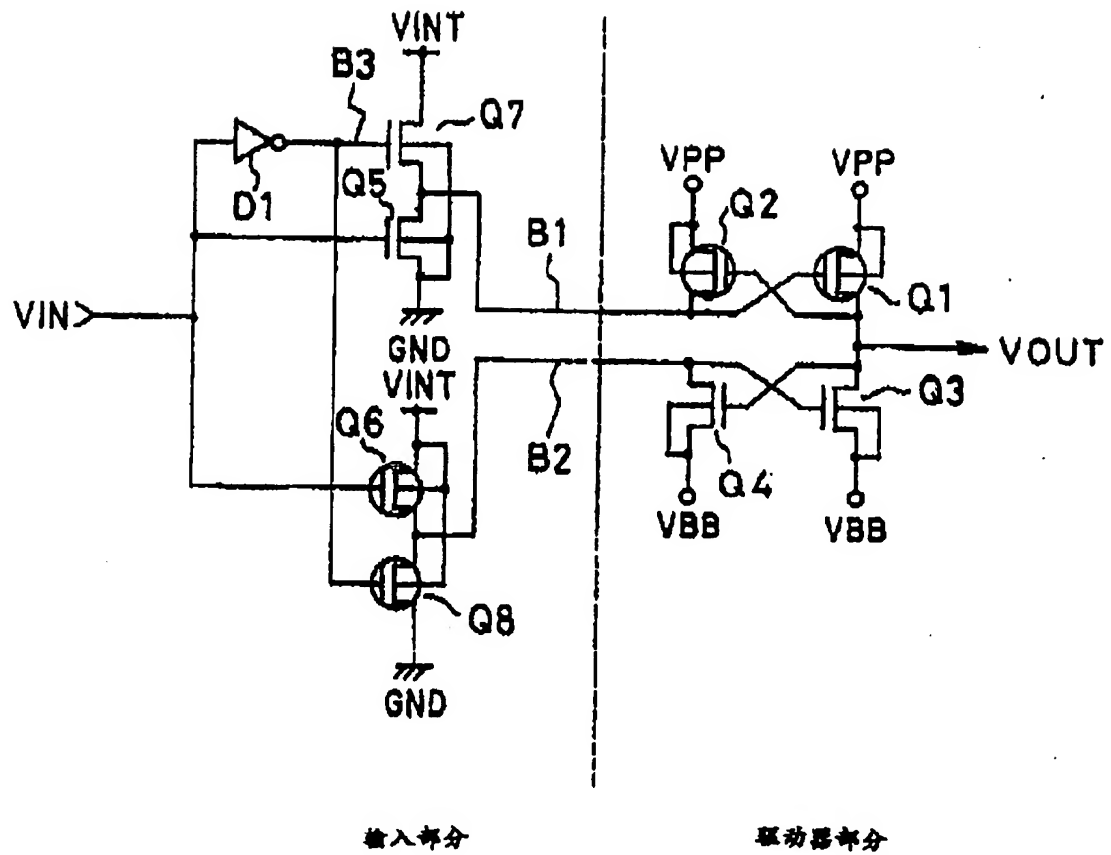 VINT
B3
Q7
D1
Q5
VIN
GND
VINT
Q6
Q8
GND
B1
B2
VPP
VPP
Q2
Q1
VOUT
Q3
Q4
VBB
VBB
输入部分
驱动器部分